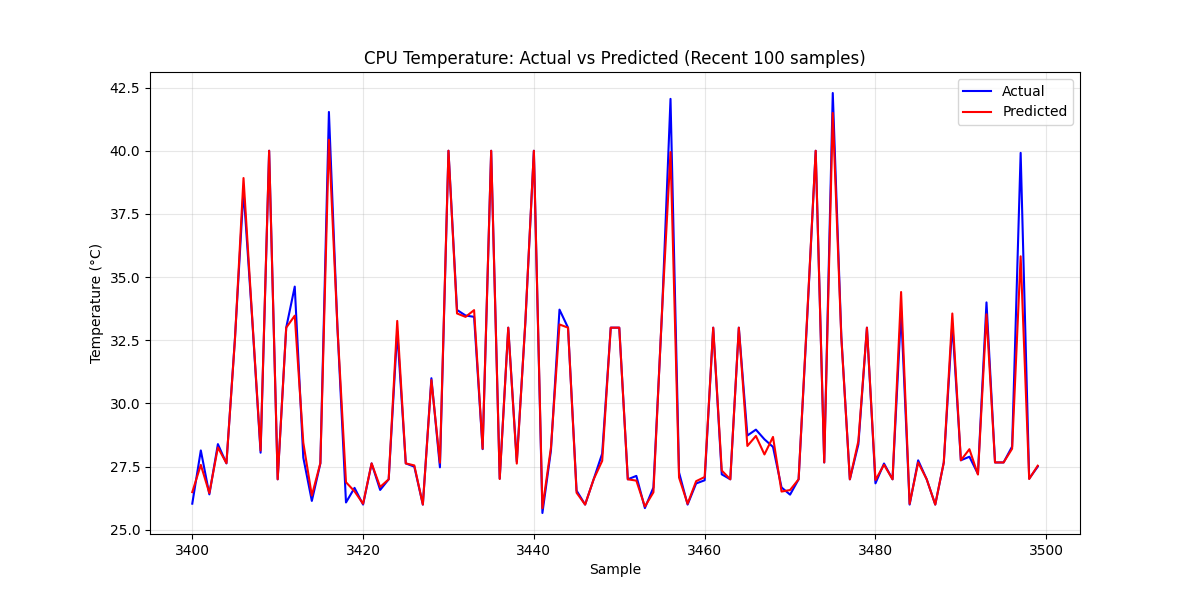 CPU Temperature: Actual vs Predicted (Recent 100 samples)
Actual
Predicted
42.5
40.0
37.5
35.0
32.5
30.0
27.5
25.0
Temperature (°C)
3400
3420
3440
3460
3480
3500
Sample